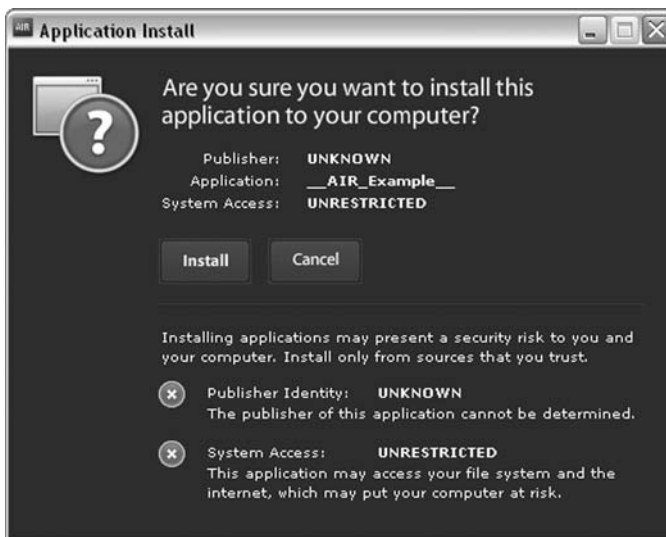 AIR Application Install
Are you sure you want to install this
application to your computer?
Publisher: UNKNOWN
Application: __AIR_Example__
System Access: UNRESTRICTED
Install Cancel
Installing applications may present a security risk to you and
your computer. Install only from sources that you trust.
Publisher Identity: UNKNOWN
The publisher of this application cannot be determined.
System Access: UNRESTRICTED
This application may access your file system and the
internet, which may put your computer at risk.